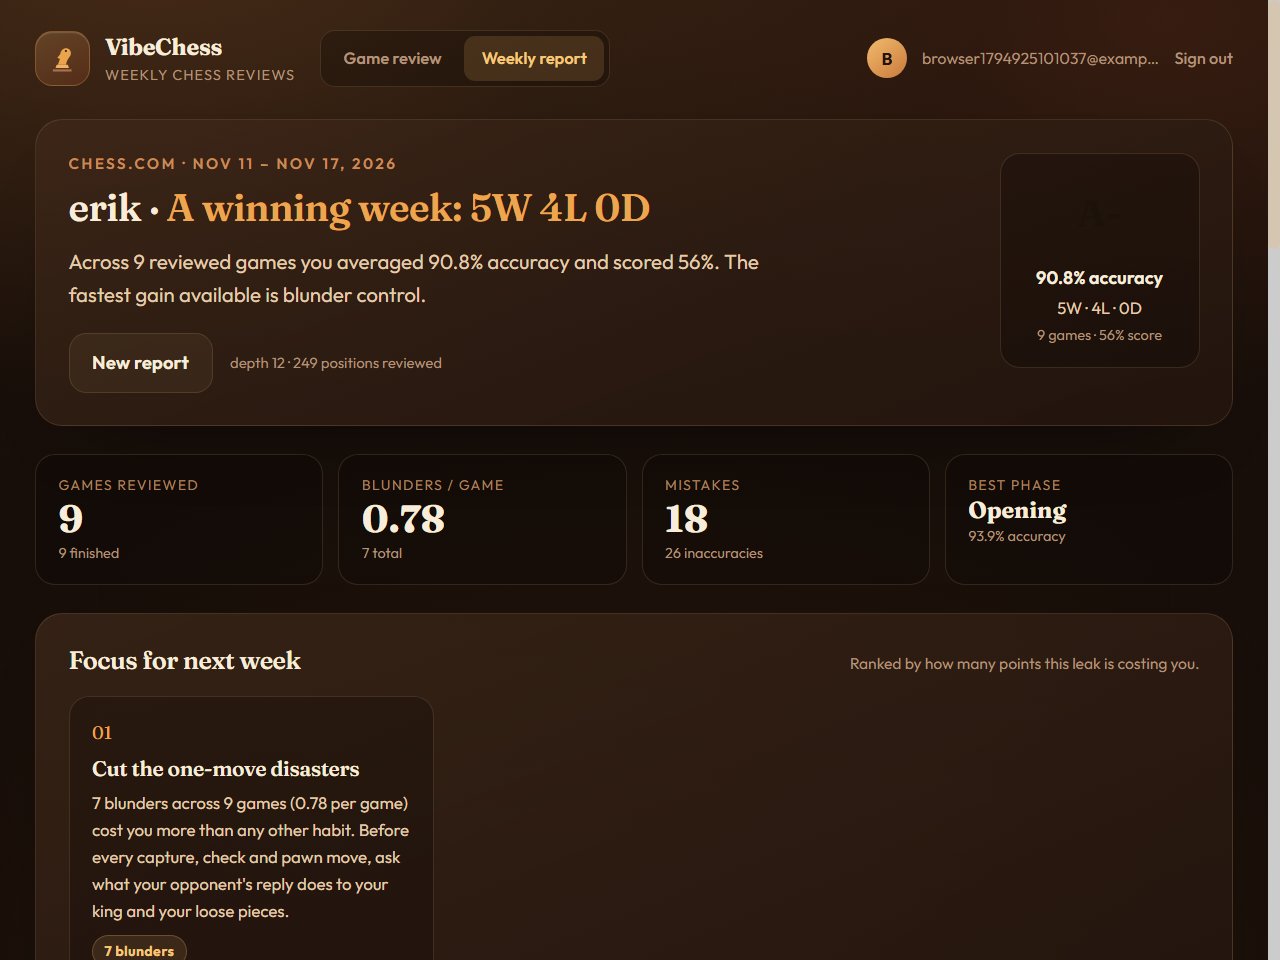 VibeChess
WEEKLY CHESS REVIEWS
Game review
Weekly report
B
browser1794925101037@examp...
Sign out
CHESS.COM · NOV 11 – NOV 17, 2026
erik · A winning week: 5W 4L 0D
Across 9 reviewed games you averaged 90.8% accuracy and scored 56%. The
fastest gain available is blunder control.
New report
depth 12 · 249 positions reviewed
A-
90.8% accuracy
5W · 4L · 0D
9 games · 56% score
GAMES REVIEWED
9
9 finished
BLUNDERS / GAME
0.78
7 total
MISTAKES
18
26 inaccuracies
BEST PHASE
Opening
93.9% accuracy
Focus for next week
Ranked by how many points this leak is costing you.
01
Cut the one-move disasters
7 blunders across 9 games (0.78 per game)
cost you more than any other habit. Before
every capture, check and pawn move, ask
what your opponent's reply does to your
king and your loose pieces.
7 blunders